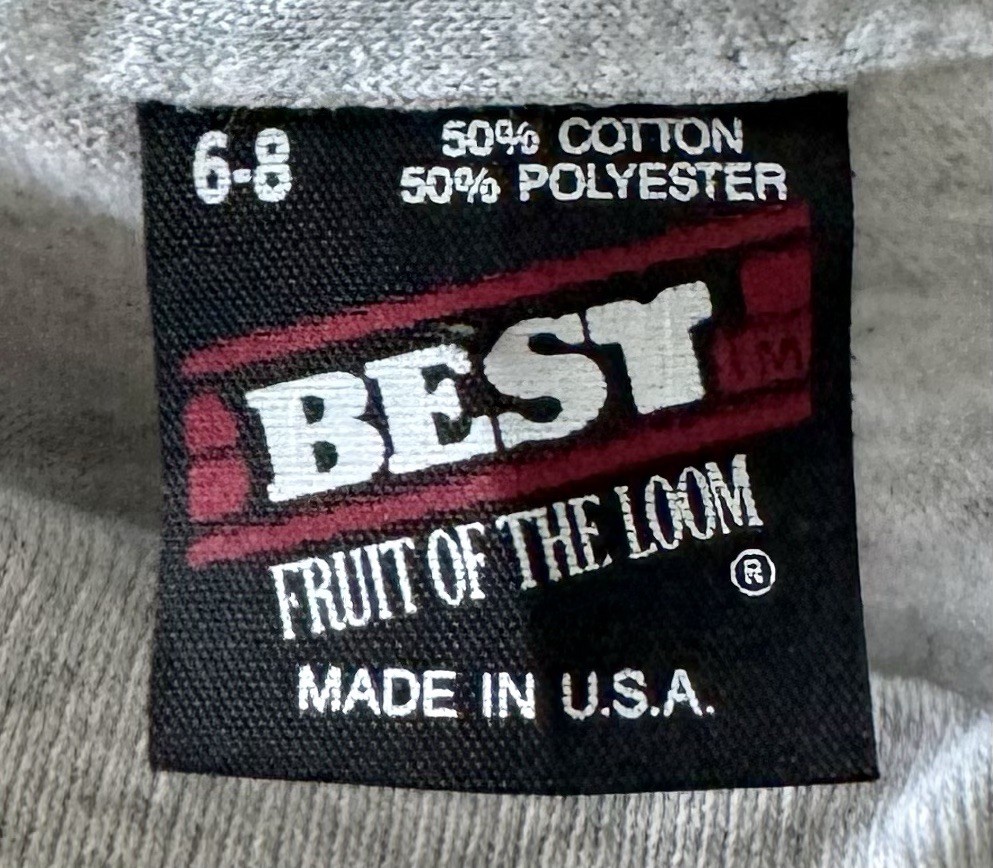 6-8
50% COTTON
50% POLYESTER
BEST
TM
FRUIT OF THE LOOM
®
MADE IN U.S.A.